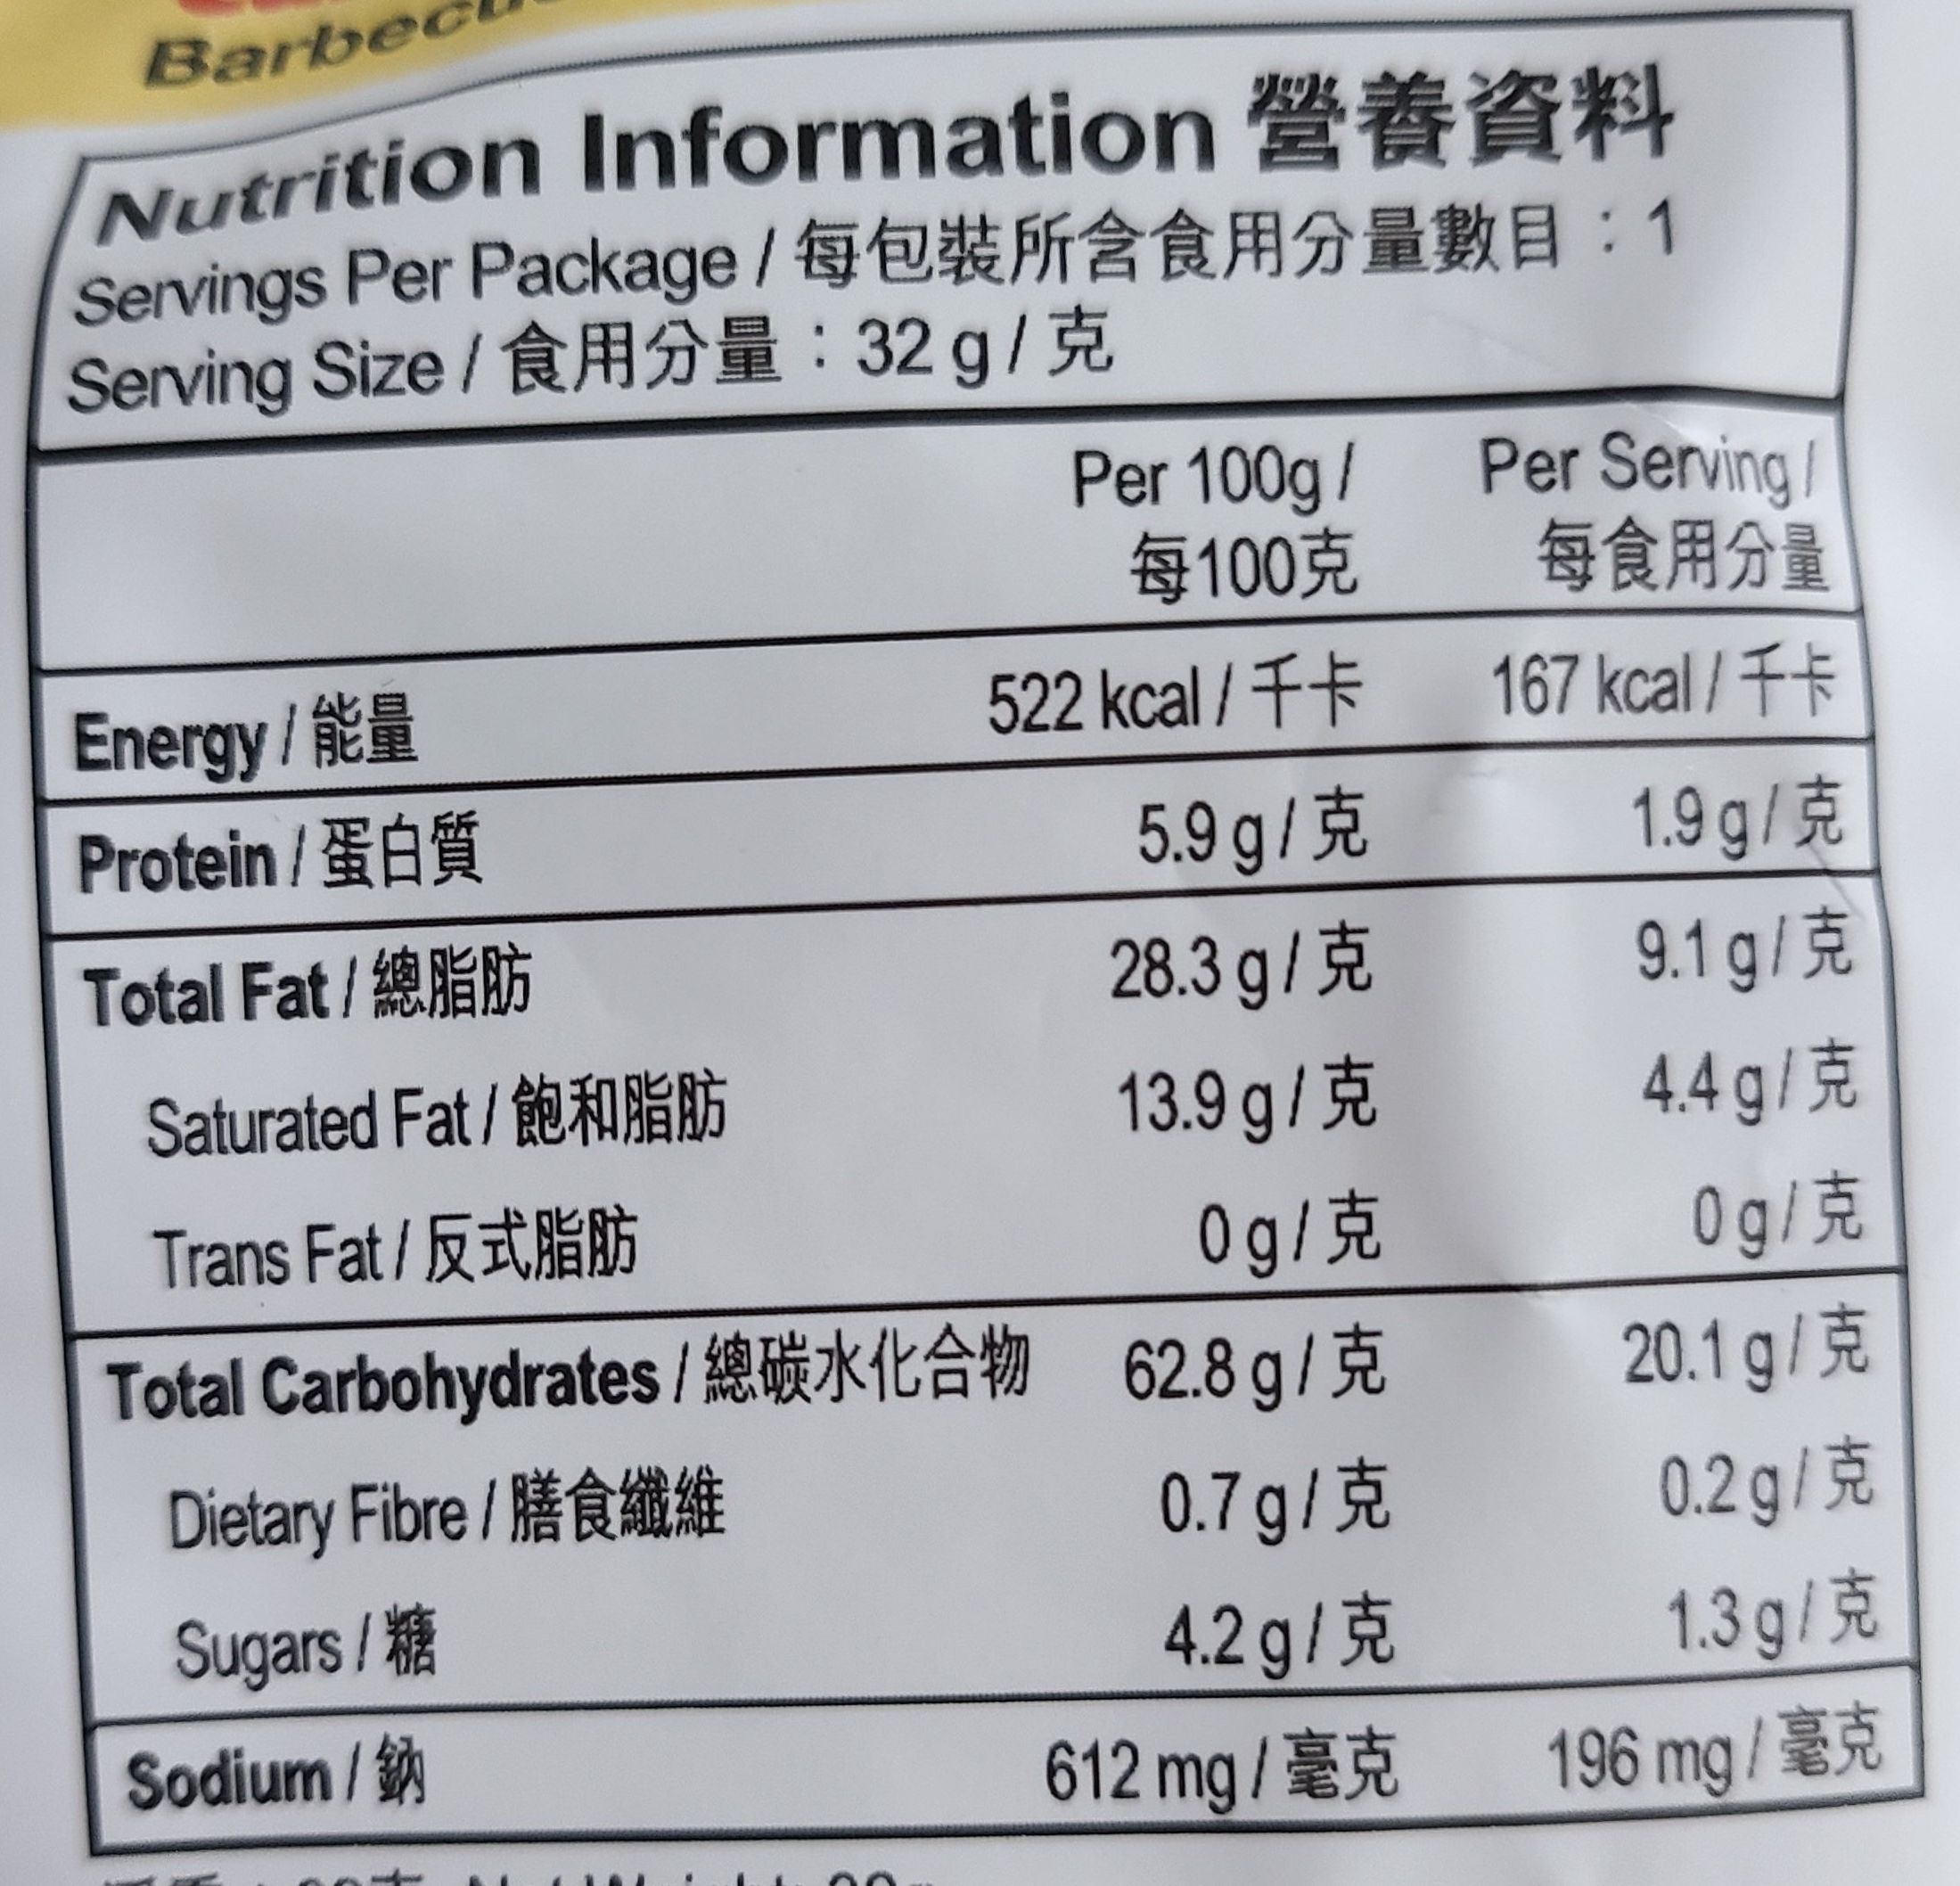 Nutrition Information 營養資料
Servings Per Package / 每包裝所含食用分量數目：1
Serving Size / 食用分量：32 g / 克
Per 100g / Per Serving /
每100克 每食用分量
Energy / 能量 522 kcal / 千卡 167 kcal / 千卡
Protein / 蛋白質 5.9 g / 克 1.9 g / 克
Total Fat / 總脂肪 28.3 g / 克 9.1 g / 克
Saturated Fat / 飽和脂肪 13.9 g / 克 4.4 g / 克
Trans Fat / 反式脂肪 0 g / 克 0 g / 克
Total Carbohydrates / 總碳水化合物 62.8 g / 克 20.1 g / 克
Dietary Fibre / 膳食纖維 0.7 g / 克 0.2 g / 克
Sugars / 糖 4.2 g / 克 1.3 g / 克
Sodium / 鈉 612 mg / 毫克 196 mg / 毫克